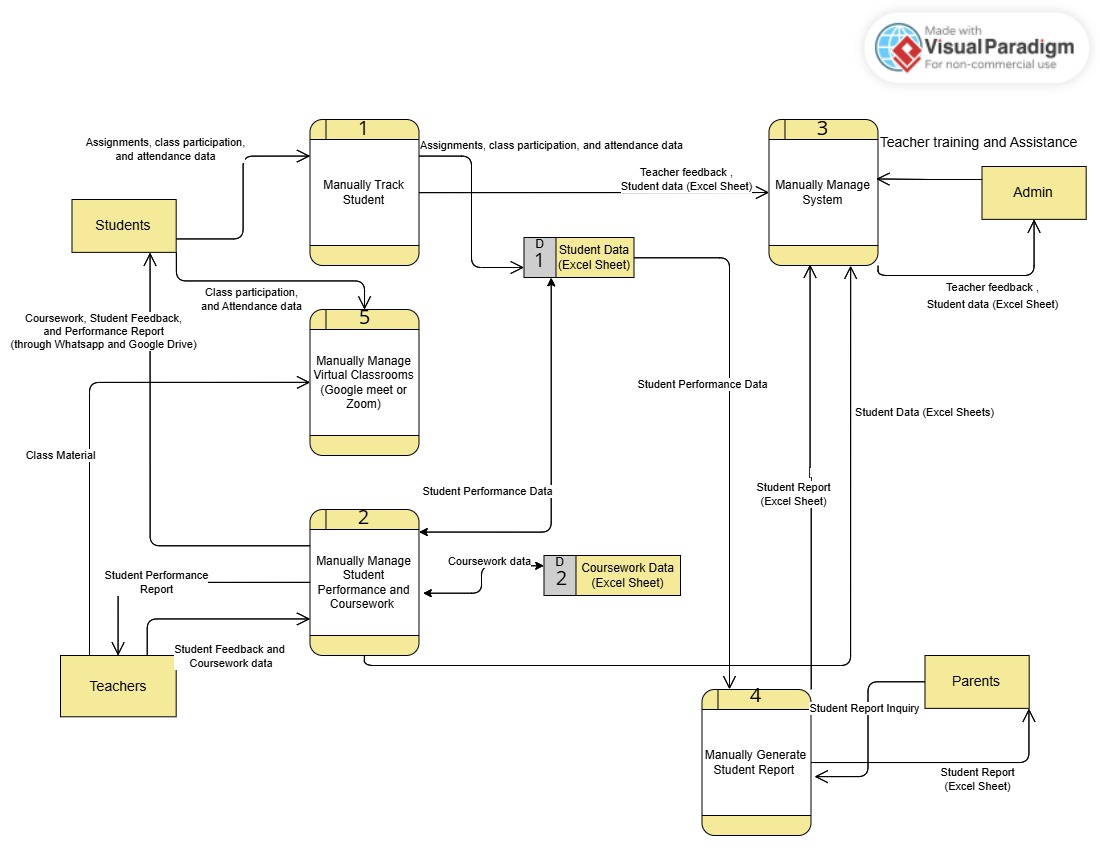 Made with
Visual Paradigm
For non-commercial use
1
3
Assignments, class participation,
and attendance data
Assignments, class participation, and attendance data
Teacher training and Assistance
Manually Track
Student
Teacher feedback ,
Student data (Excel Sheet)
Manually Manage
System
Admin
Students
D
1
Student Data
(Excel Sheet)
Class participation,
and Attendance data
Teacher feedback ,
Student data (Excel Sheet)
Coursework, Student Feedback,
and Performance Report
(through Whatsapp and Google Drive)
5
Manually Manage
Virtual Classrooms
(Google meet or
Zoom)
Student Performance Data
Student Data (Excel Sheets)
Class Material
Student Performance Data
Student Report
(Excel Sheet)
2
Manually Manage
Student
Performance and
Coursework
Coursework data
D
2
Coursework Data
(Excel Sheet)
Student Performance
Report
Student Feedback and
Coursework data
Teachers
Parents
4
Student Report Inquiry
Manually Generate
Student Report
Student Report
(Excel Sheet)